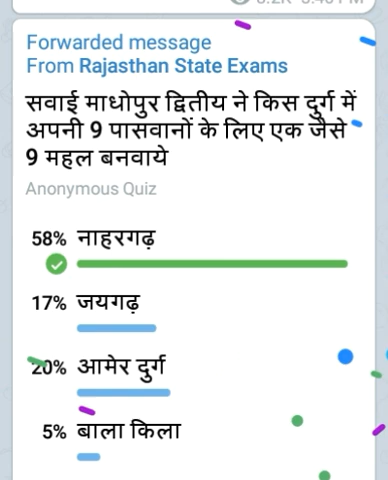 Forwarded message
From Rajasthan State Exams
सवाई माधोपुर द्वितीय ने किस दुर्ग में
अपनी 9 पासवानों के लिए एक जैसे
9 महल बनवाये
Anonymous Quiz
58% नाहरगढ़
17% जयगढ़
20% आमेर दुर्ग
5% बाला किला